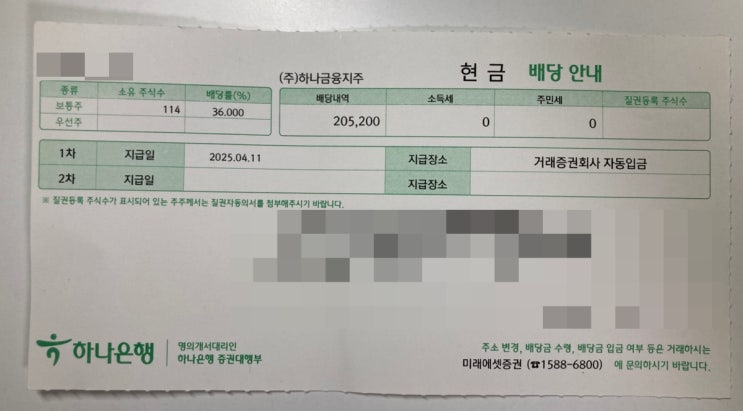 (주)하나금융지주 현 금 배당 안내
종류 소유 주식수 배당률(%)
보통주 114 36.000
우선주
배당내역 소득세 주민세 질권등록 주식수
205,200 0 0
1차 지급일 2025.04.11 지급장소 거래증권회사 자동입금
2차 지급일 지급장소
※ 질권등록 주식수가 표시되어 있는 주주께서는 질권자동의서를 첨부해주시기 바랍니다.
하나은행
명의개서대리인
하나은행 증권대행부
주소 변경, 배당금 수령, 배당금 입금 여부 등은 거래하시는
미래에셋증권 (☎1588-6800) 에 문의하시기 바랍니다.